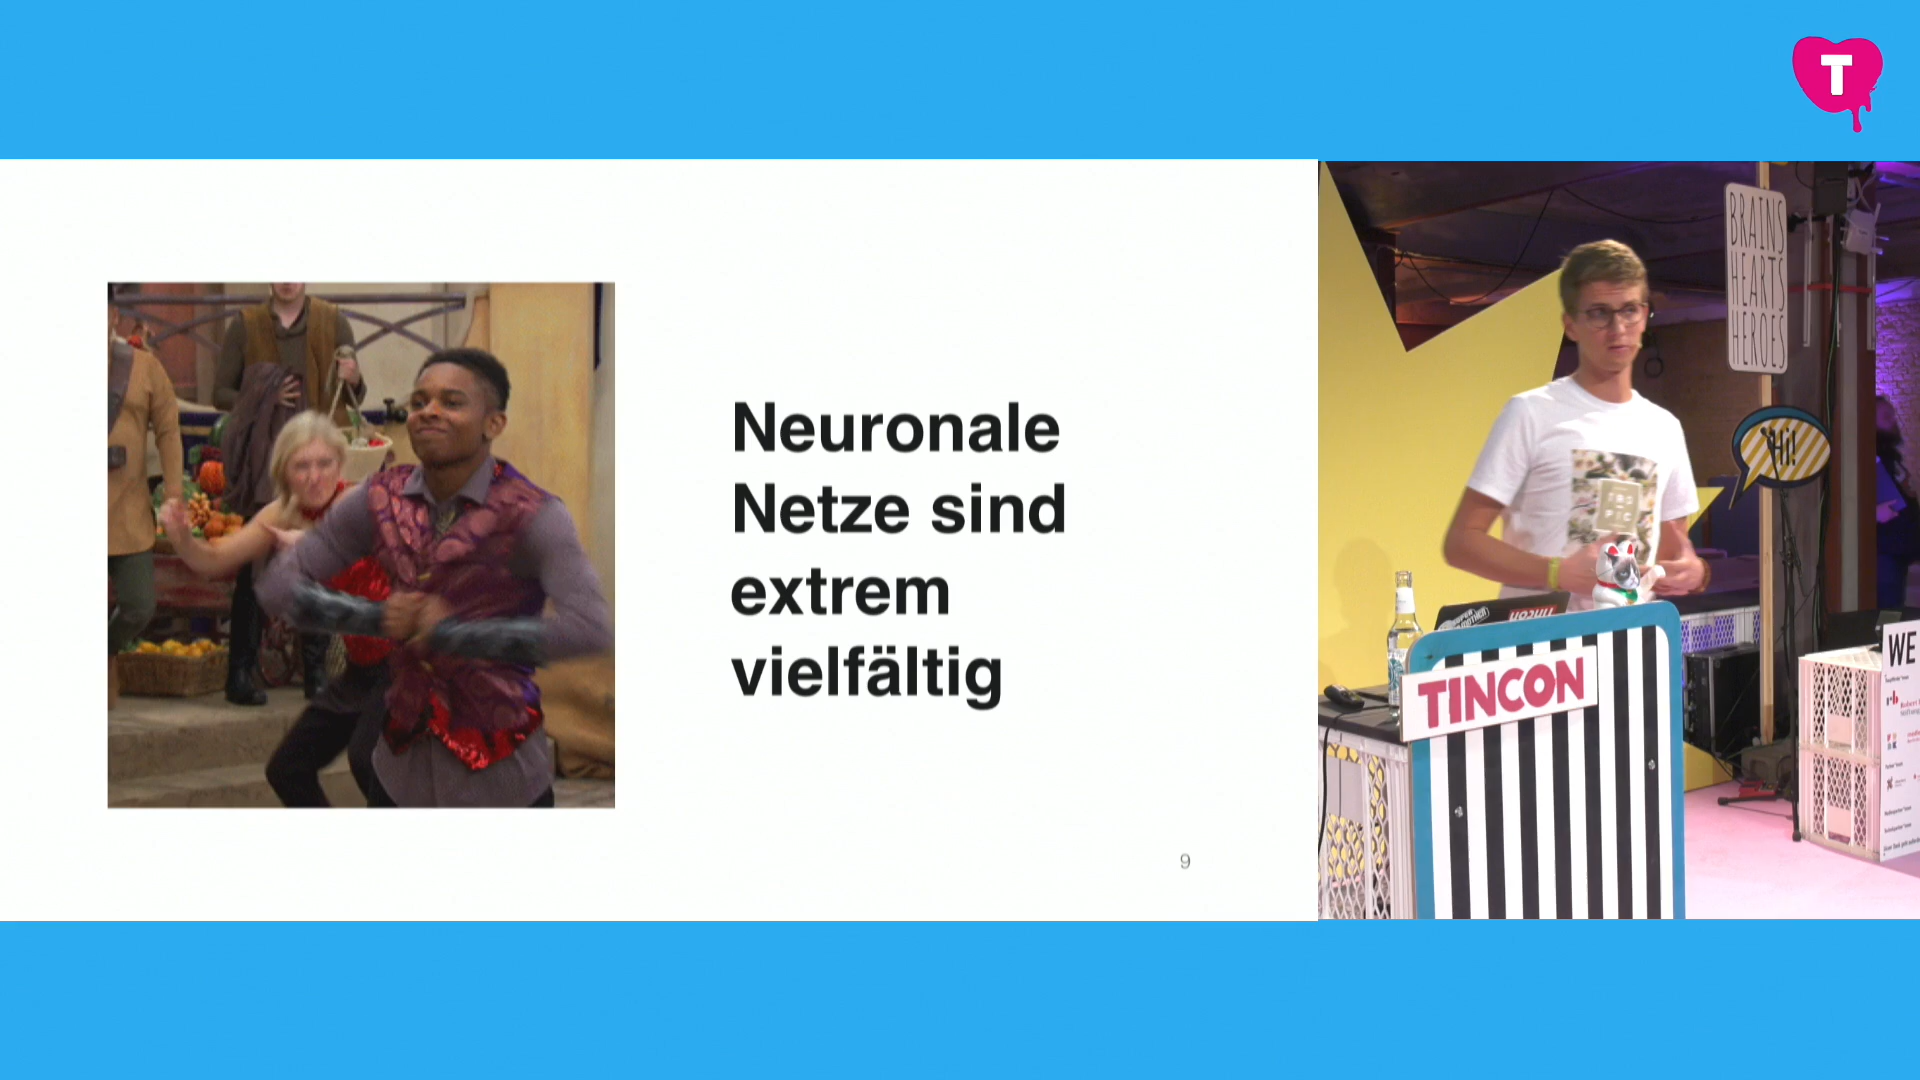 T
Neuronale
Netze sind
extrem
vielfältig
9
BRAINS
HEARTS
HEROES
Hi!
TINCON
WE